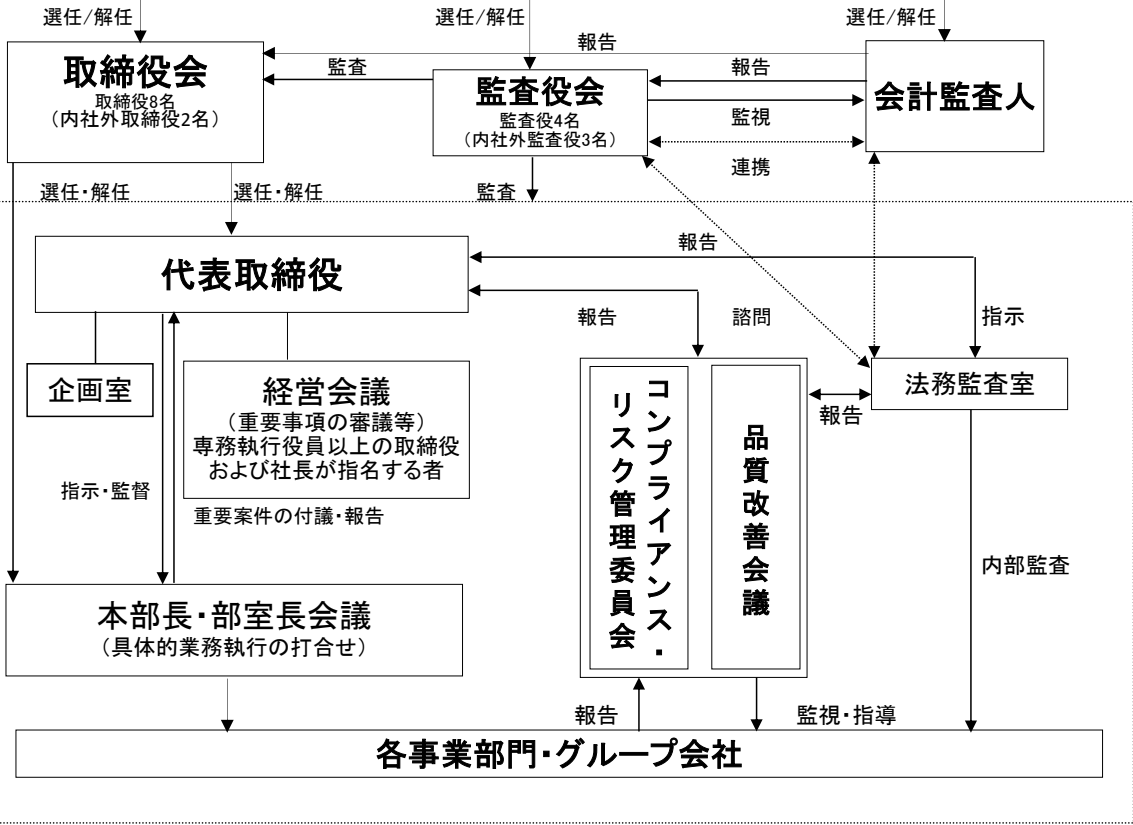 選任/解任
選任/解任
選任/解任
取締役会
取締役8名
（内社外取締役2名）
監査
報告
監査役会
監査役4名
（内社外監査役3名）
報告
監視
連携
会計監査人
選任・解任
選任・解任
監査
代表取締役
報告
報告
諮問
指示
企画室
経営会議
（重要事項の審議等）
専務執行役員以上の取締役
および社長が指名する者
コンプライアンス・
リスク管理委員会
品質改善会議
報告
法務監査室
指示・監督
重要案件の付議・報告
内部監査
本部長・部室長会議
（具体的業務執行の打合せ）
報告
監視・指導
各事業部門・グループ会社